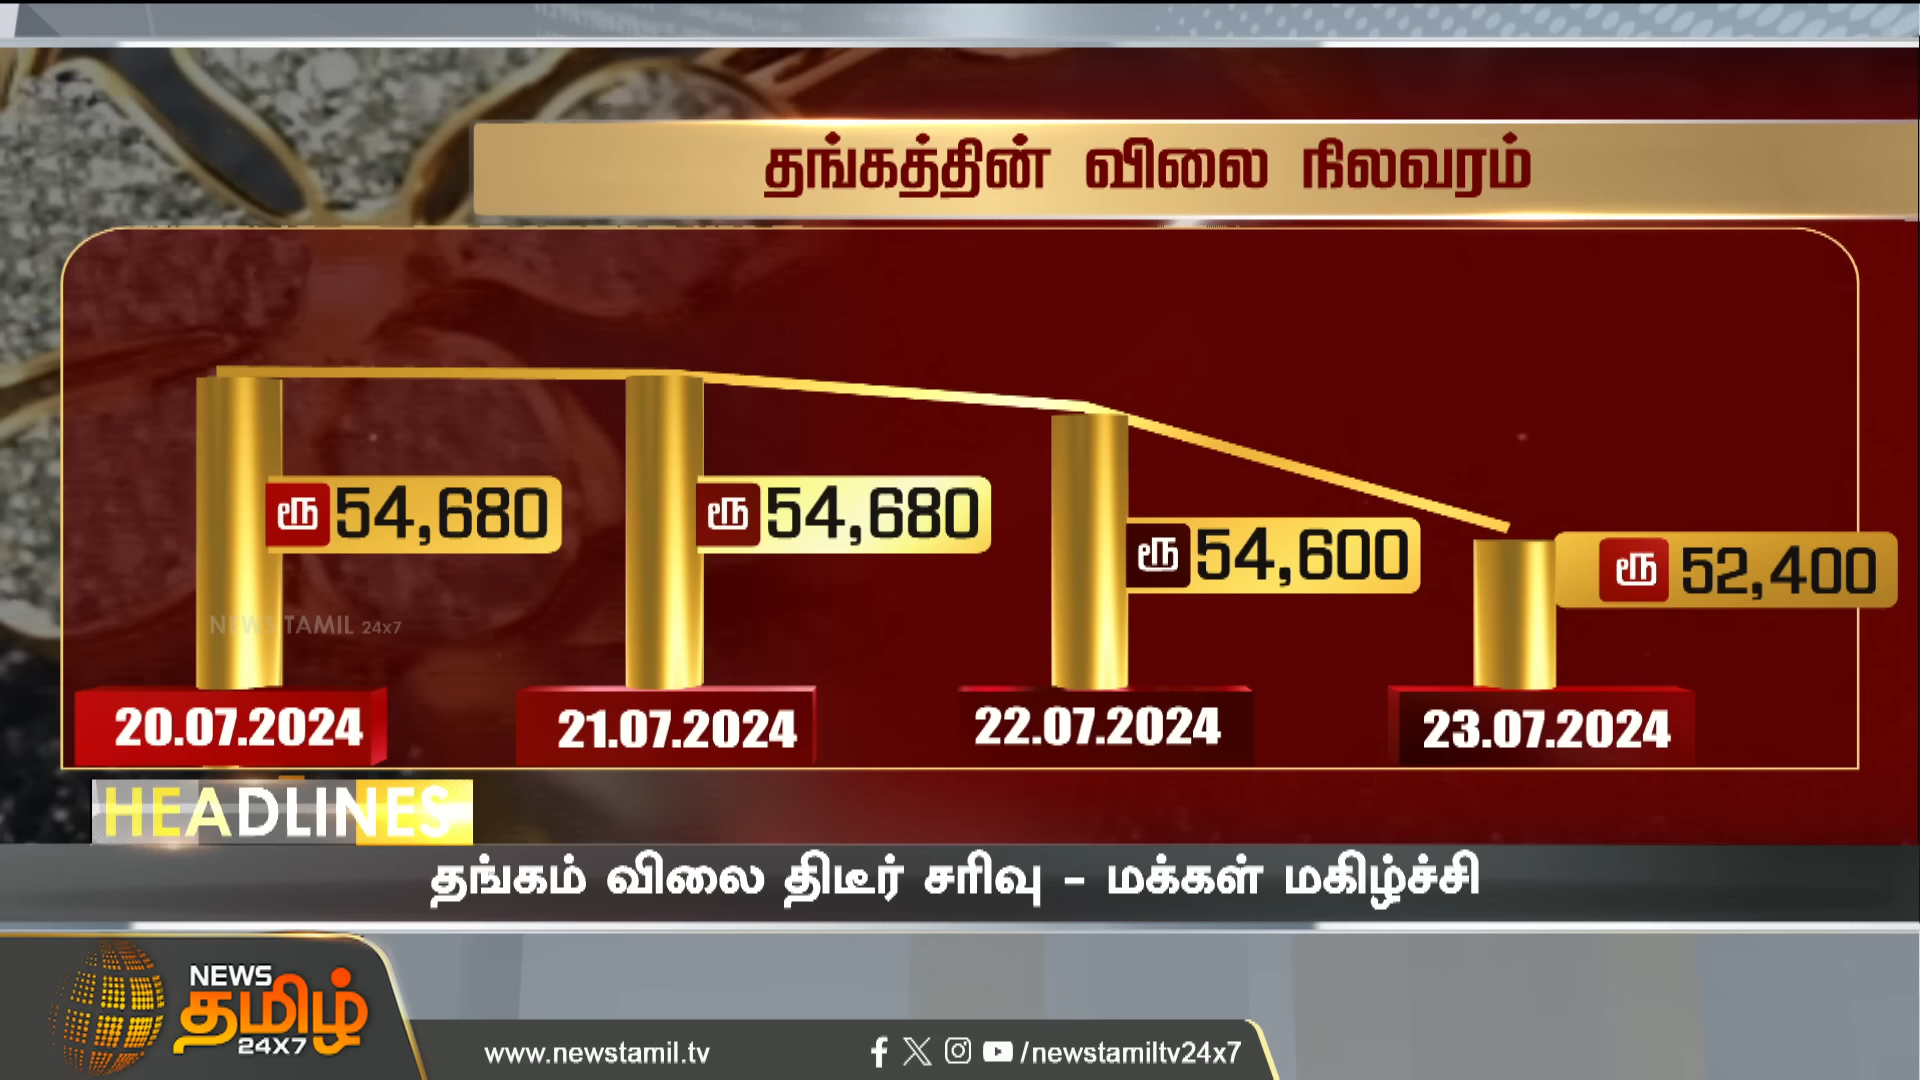 தங்கத்தின் விலை நிலவரம்
ரூ 54,680
ரூ 54,680
ரூ 54,600
ரூ 52,400
NEWS TAMIL 24x7
20.07.2024
21.07.2024
22.07.2024
23.07.2024
HEADLINES
தங்கம் விலை திடீர் சரிவு - மக்கள் மகிழ்ச்சி
NEWS
தமிழ்
24X7
www.newstamil.tv
/newstamiltv24x7